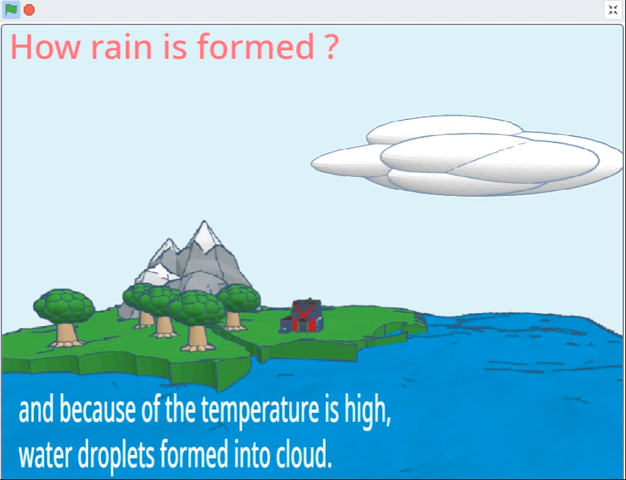 How rain is formed ?
and because of the temperature is high,
water droplets formed into cloud.